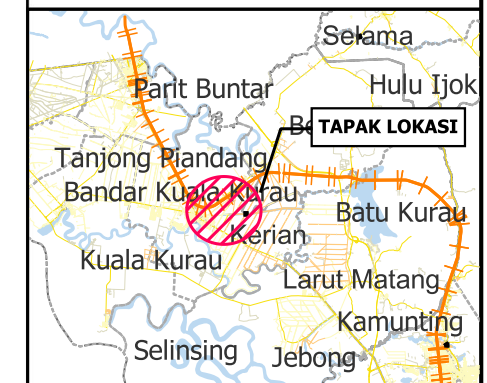 Selama
Hulu Ijok
Parit Buntar
TAPAK LOKASI
Tanjong Piandang
Bandar Kuala Kurau
Batu Kurau
Kerian
Kuala Kurau
Larut Matang
Kamunting
Selinsing
Jebong